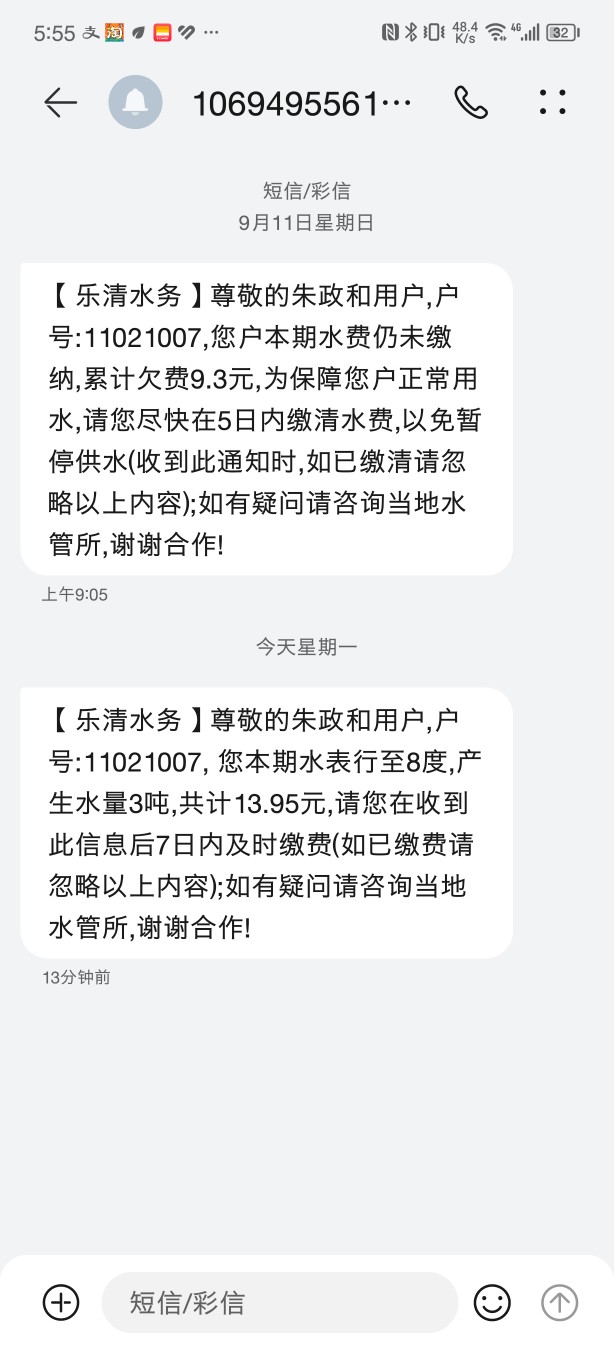 5:55 支 淘 ··· 48.4 K/s 4G 32
1069495561···
短信/彩信
9月11日星期日
【 乐清水务 】尊敬的朱政和用户,户
号:11021007,您户本期水费仍未缴
纳,累计欠费9.3元,为保障您户正常用
水,请您尽快在5日内缴清水费,以免暂
停供水(收到此通知时,如已缴清请忽
略以上内容);如有疑问请咨询当地水
管所,谢谢合作!
上午9:05
今天星期一
【 乐清水务 】尊敬的朱政和用户,户
号:11021007, 您本期水表行至8度,产
生水量3吨,共计13.95元,请您在收到
此信息后7日内及时缴费(如已缴费请
忽略以上内容);如有疑问请咨询当地
水管所,谢谢合作!
13分钟前
短信/彩信